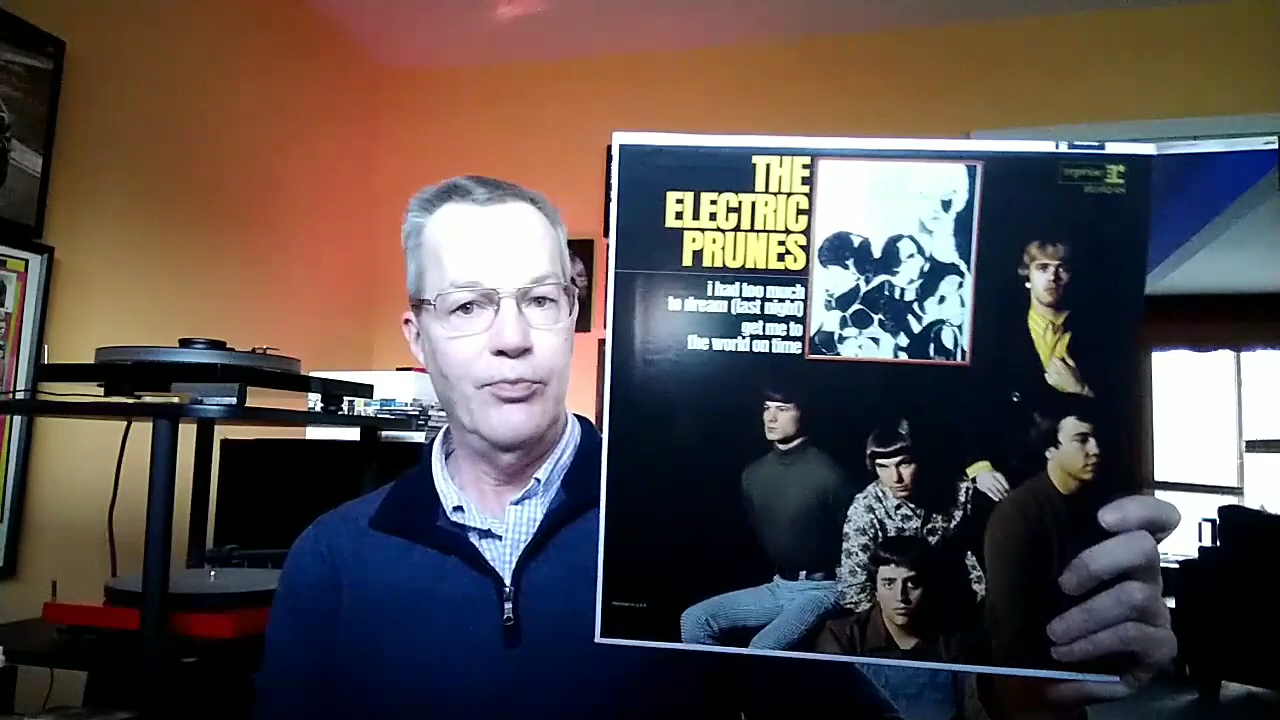 THE
ELECTRIC
PRUNES
i had too much
to dream (last night)
get me to
the world on time